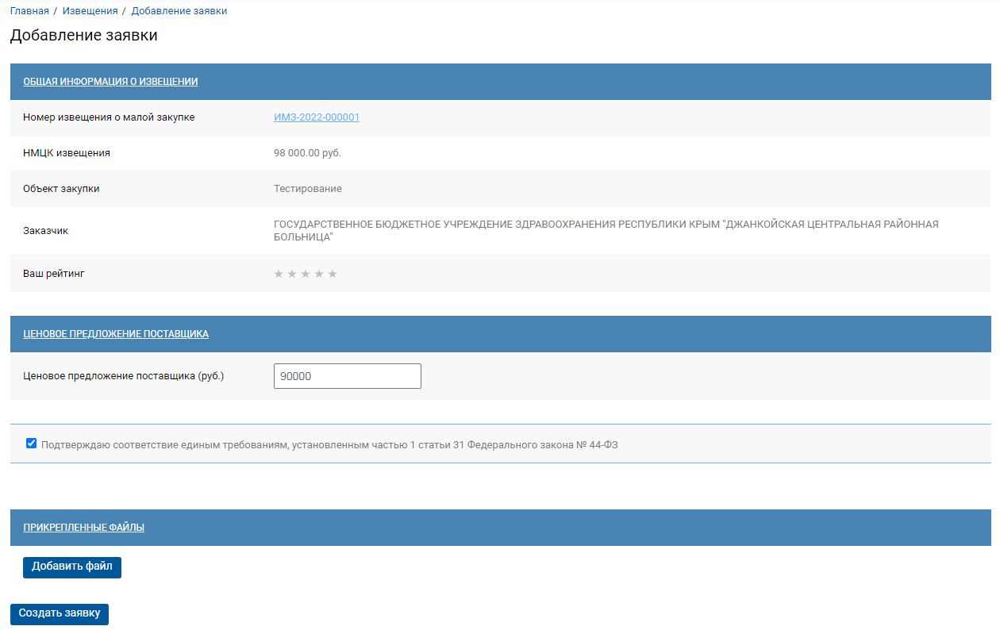 Главная / Извещения / Добавление заявки
Добавление заявки
ОБЩАЯ ИНФОРМАЦИЯ О ИЗВЕЩЕНИИ
Номер извещения о малой закупке ИМЗ-2022-000001
НМЦК извещения 98 000.00 руб.
Объект закупки Тестирование
Заказчик ГОСУДАРСТВЕННОЕ БЮДЖЕТНОЕ УЧРЕЖДЕНИЕ ЗДРАВООХРАНЕНИЯ РЕСПУБЛИКИ КРЫМ "ДЖАНКОЙСКАЯ ЦЕНТРАЛЬНАЯ РАЙОННАЯ
БОЛЬНИЦА"
Ваш рейтинг
ЦЕНОВОЕ ПРЕДЛОЖЕНИЕ ПОСТАВЩИКА
Ценовое предложение поставщика (руб.) 90000
Подтверждаю соответствие единым требованиям, установленным частью 1 статьи 31 Федерального закона № 44-ФЗ
ПРИКРЕПЛЕННЫЕ ФАЙЛЫ
Добавить файл
Создать заявку